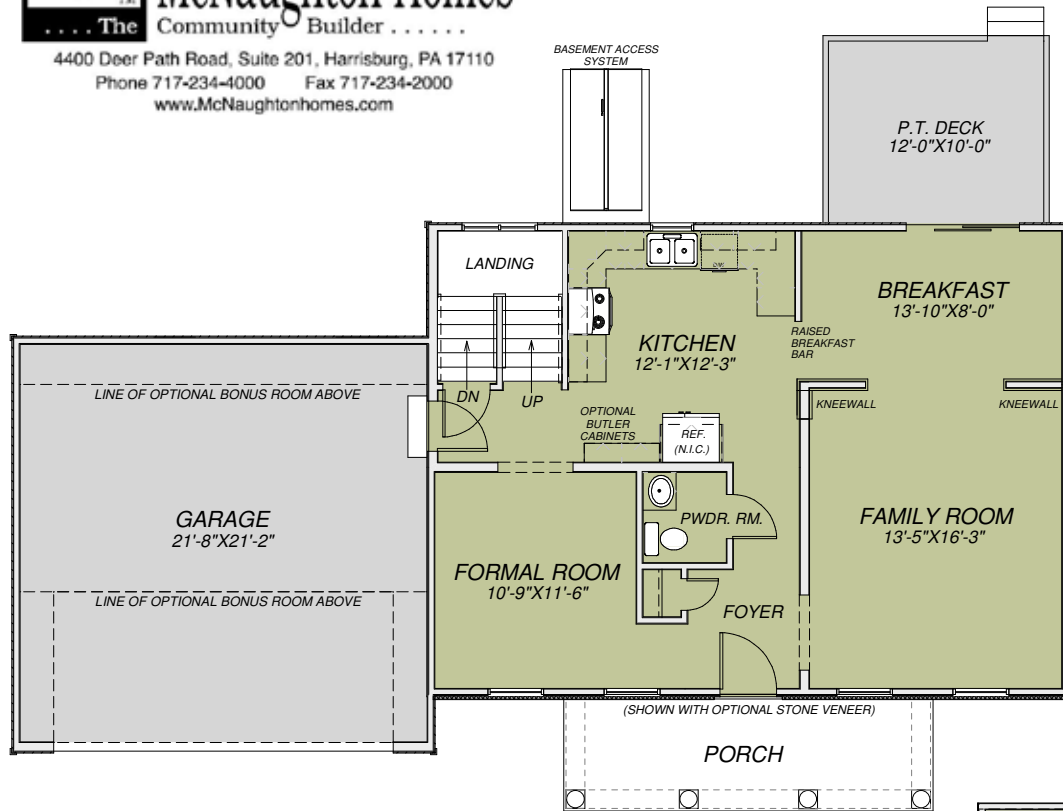 McNaughton Homes
.... The Community Builder ......
4400 Deer Path Road, Suite 201, Harrisburg, PA 17110
Phone 717-234-4000 Fax 717-234-2000
www.McNaughtonhomes.com
BASEMENT ACCESS
SYSTEM
P.T. DECK
12'-0"X10'-0"
LANDING
DW.
BREAKFAST
13'-10"X8'-0"
KITCHEN
12'-1"X12'-3"
RAISED
BREAKFAST
BAR
LINE OF OPTIONAL BONUS ROOM ABOVE
DN
UP
OPTIONAL
BUTLER
CABINETS
REF.
(N.I.C.)
KNEEWALL
KNEEWALL
GARAGE
21'-8"X21'-2"
PWDR. RM.
FAMILY ROOM
13'-5"X16'-3"
FORMAL ROOM
10'-9"X11'-6"
LINE OF OPTIONAL BONUS ROOM ABOVE
FOYER
(SHOWN WITH OPTIONAL STONE VENEER)
PORCH